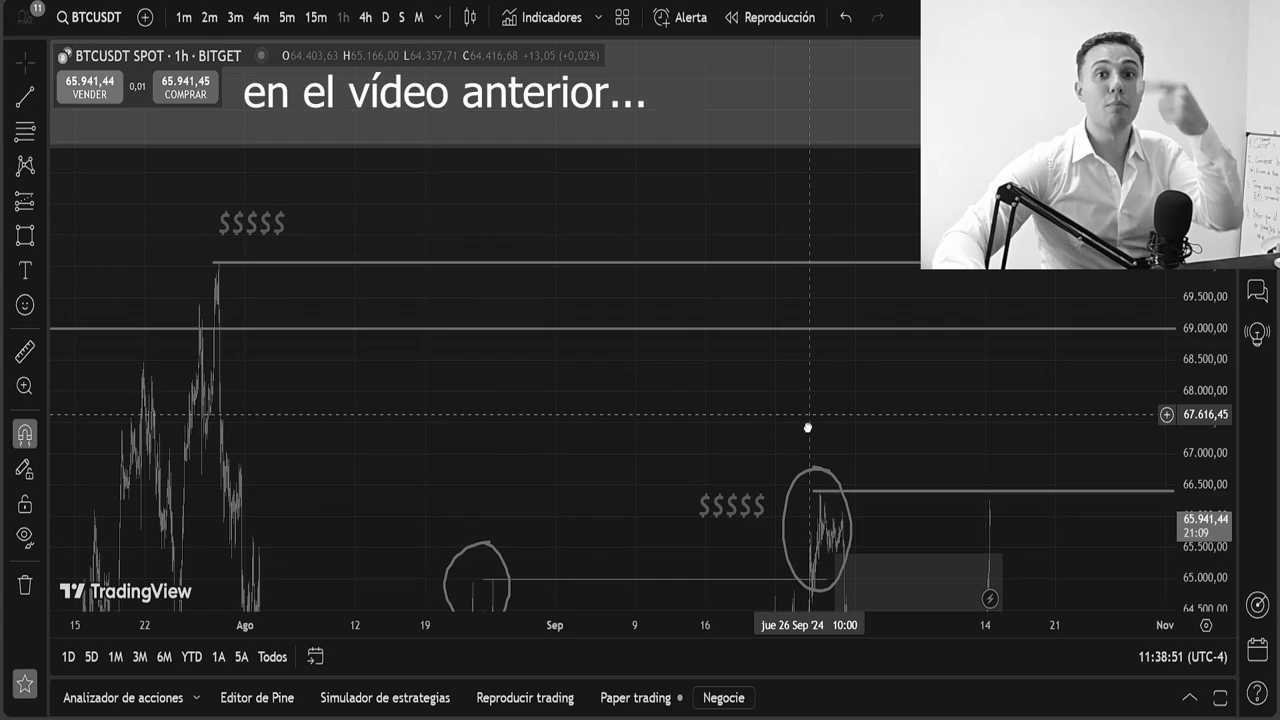 11
BTCUSDT
1m 2m 3m 4m 5m 15m 1h 4h D S M
Indicadores
Alerta
Reproducción
BTCUSDT SPOT · 1h · BITGET
O64.403,63 H65.166,00 L64.357,71 C64.416,68 +13,05 (+0,02%)
65.941,44
VENDER
0,01
65.941,45
COMPRAR
en el vídeo anterior...
$$$$$
69.500,00
69.000,00
68.500,00
68.000,00
67.616,45
67.000,00
66.500,00
$$$$$
65.941,44
21:09
65.500,00
65.000,00
64.500,00
TradingView
15 22 Ago 12 19 Sep 9 16 jue 26 Sep '24 10:00 14 21 Nov
1D 5D 1M 3M 6M YTD 1A 5A Todos
11:38:51 (UTC-4)
Analizador de acciones
Editor de Pine
Simulador de estrategias
Reproducir trading
Paper trading
Negocie